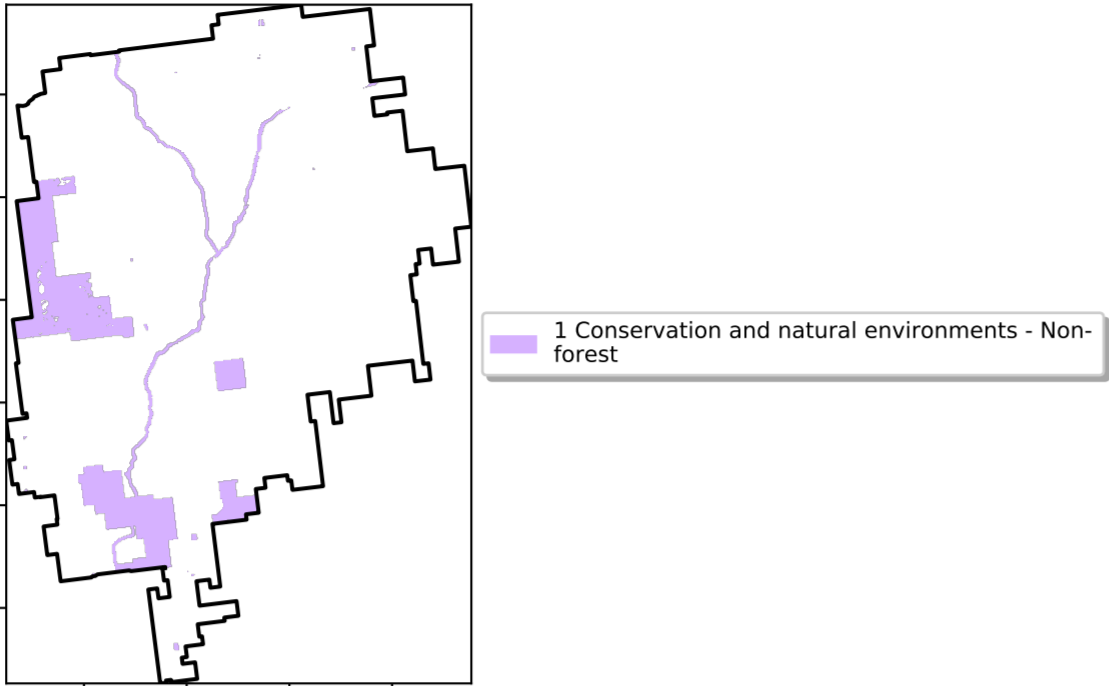 1 Conservation and natural environments - Non-
forest